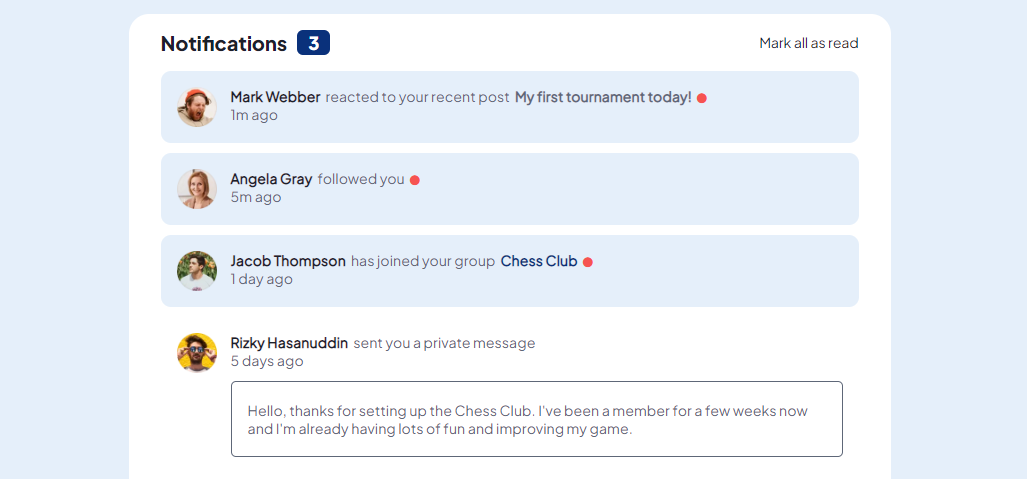 Notifications 3
Mark all as read
Mark Webber reacted to your recent post My first tournament today!
1m ago
Angela Gray followed you
5m ago
Jacob Thompson has joined your group Chess Club
1 day ago
Rizky Hasanuddin sent you a private message
5 days ago
Hello, thanks for setting up the Chess Club. I've been a member for a few weeks now
and I'm already having lots of fun and improving my game.